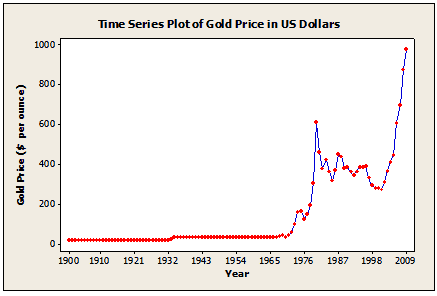 Time Series Plot of Gold Price in US Dollars
1000
800
600
400
200
0
Gold Price ($ per ounce)
1900 1910 1921 1932 1943 1954 1965 1976 1987 1998 2009
Year